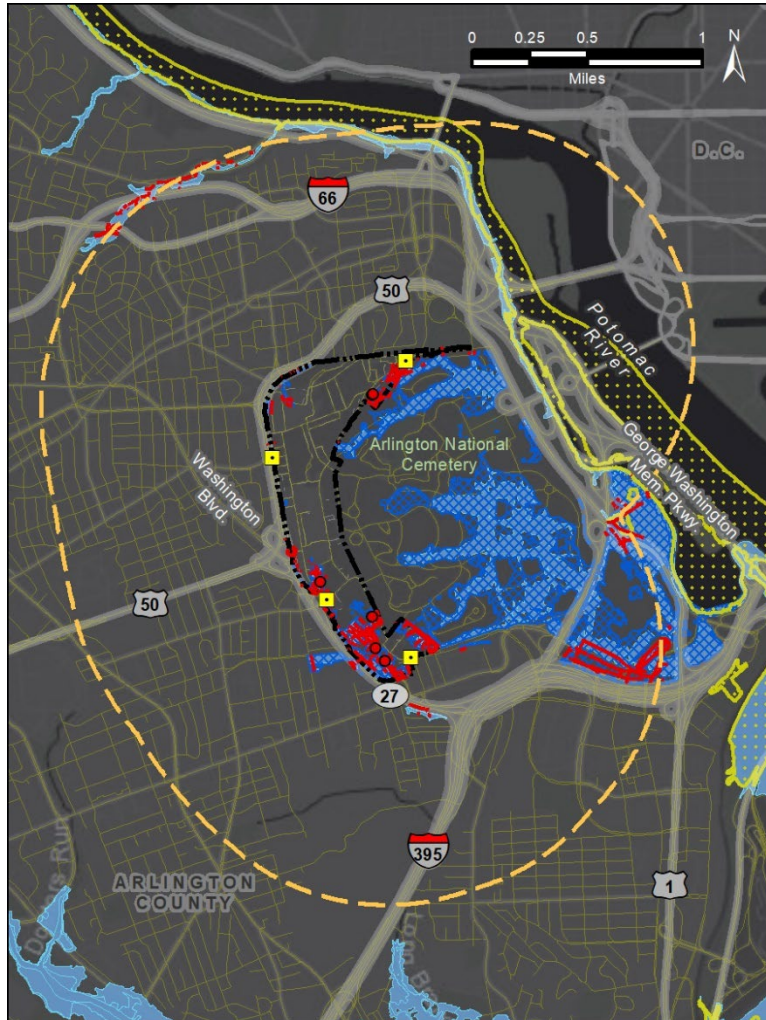 0 0.25 0.5 1
Miles
N
D.C.
66
50
Potomac
River
Arlington National
Cemetery
George Washington
Mem. Pkwy.
Washington
Blvd.
50
27
395
ARLINGTON
COUNTY
1